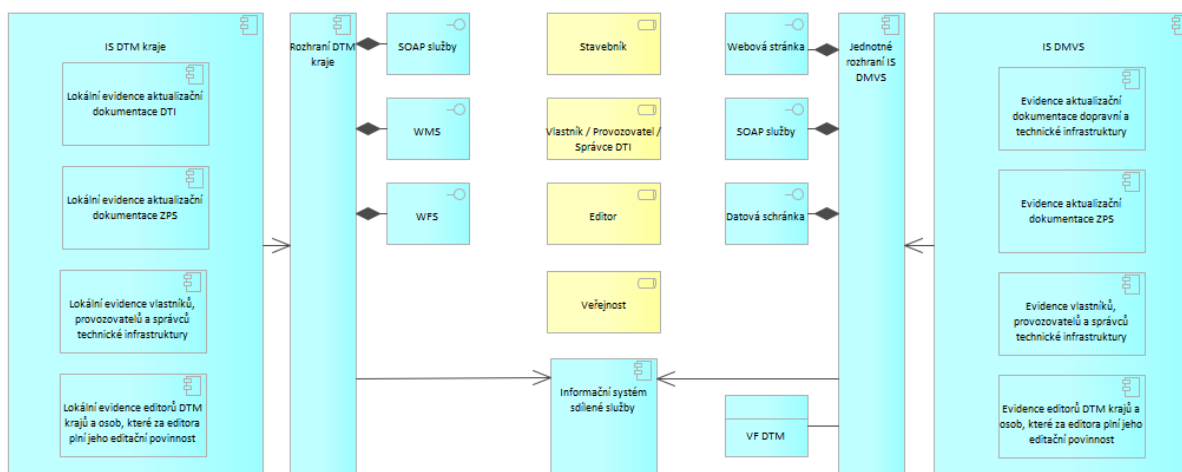 IS DTM kraje
Lokální evidence aktualizační
dokumentace DTI
Lokální evidence aktualizační
dokumentace ZPS
Lokální evidence vlastníků,
provozovatelů a správců
technické infrastruktury
Lokální evidence editorů DTM
krajů a osob, které za editora
plní jeho editační povinnost
Rozhraní DTM
kraje
SOAP služby
WMS
WFS
Stavebník
Vlastník / Provozovatel /
Správce DTI
Editor
Veřejnost
Informační systém
sdílené služby
Webová stránka
SOAP služby
Datová schránka
VF DTM
Jednotné
rozhraní IS
DMVS
IS DMVS
Evidence aktualizační
dokumentace dopravní a
technické infrastruktury
Evidence aktualizační
dokumentace ZPS
Evidence vlastníků,
provozovatelů a správců
technické infrastruktury
Evidence editorů DTM krajů a
osob, které za editora plní jeho
editační povinnost